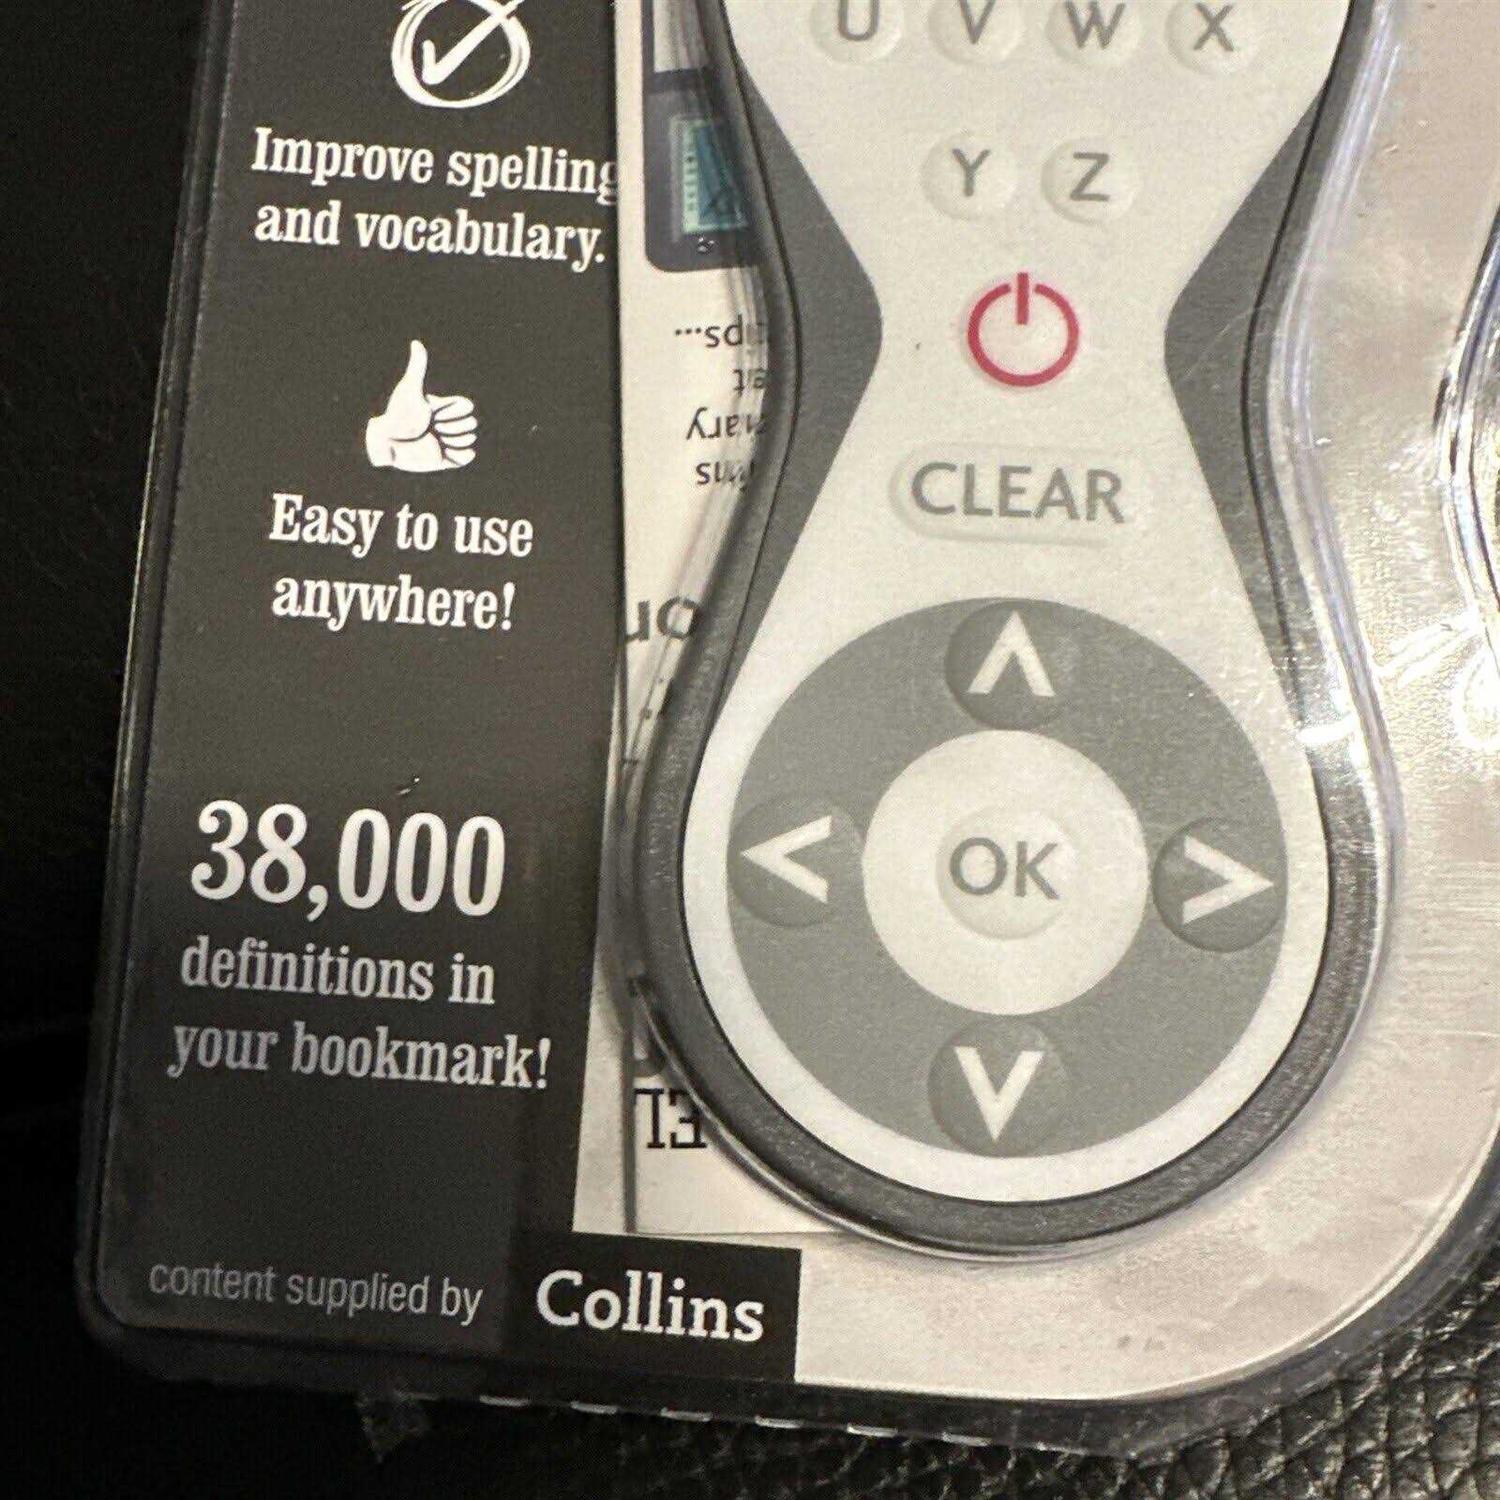 Improve spelling
and vocabulary.
Easy to use
anywhere!
38,000
definitions in
your bookmark!
content supplied by Collins
U V W X
Y Z
CLEAR
<
OK
>